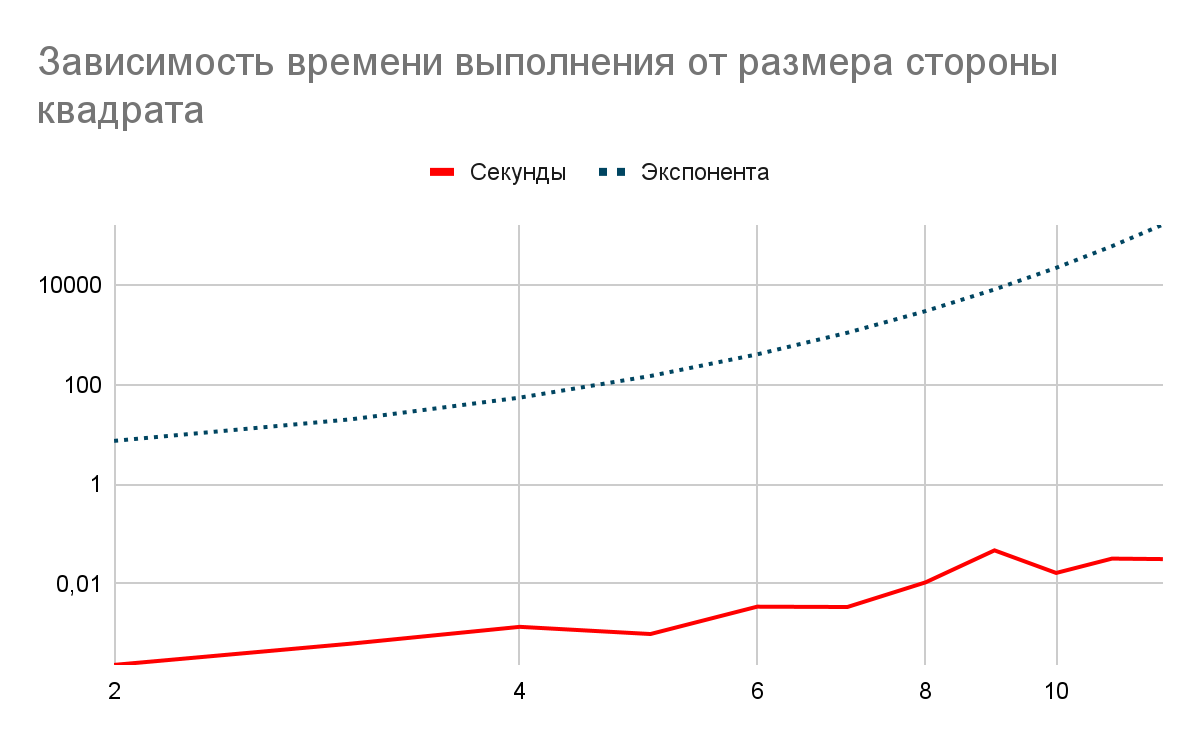 Зависимость времени выполнения от размера стороны
квадрата
Секунды Экспонента
10000
100
1
0,01
2 4 6 8 10